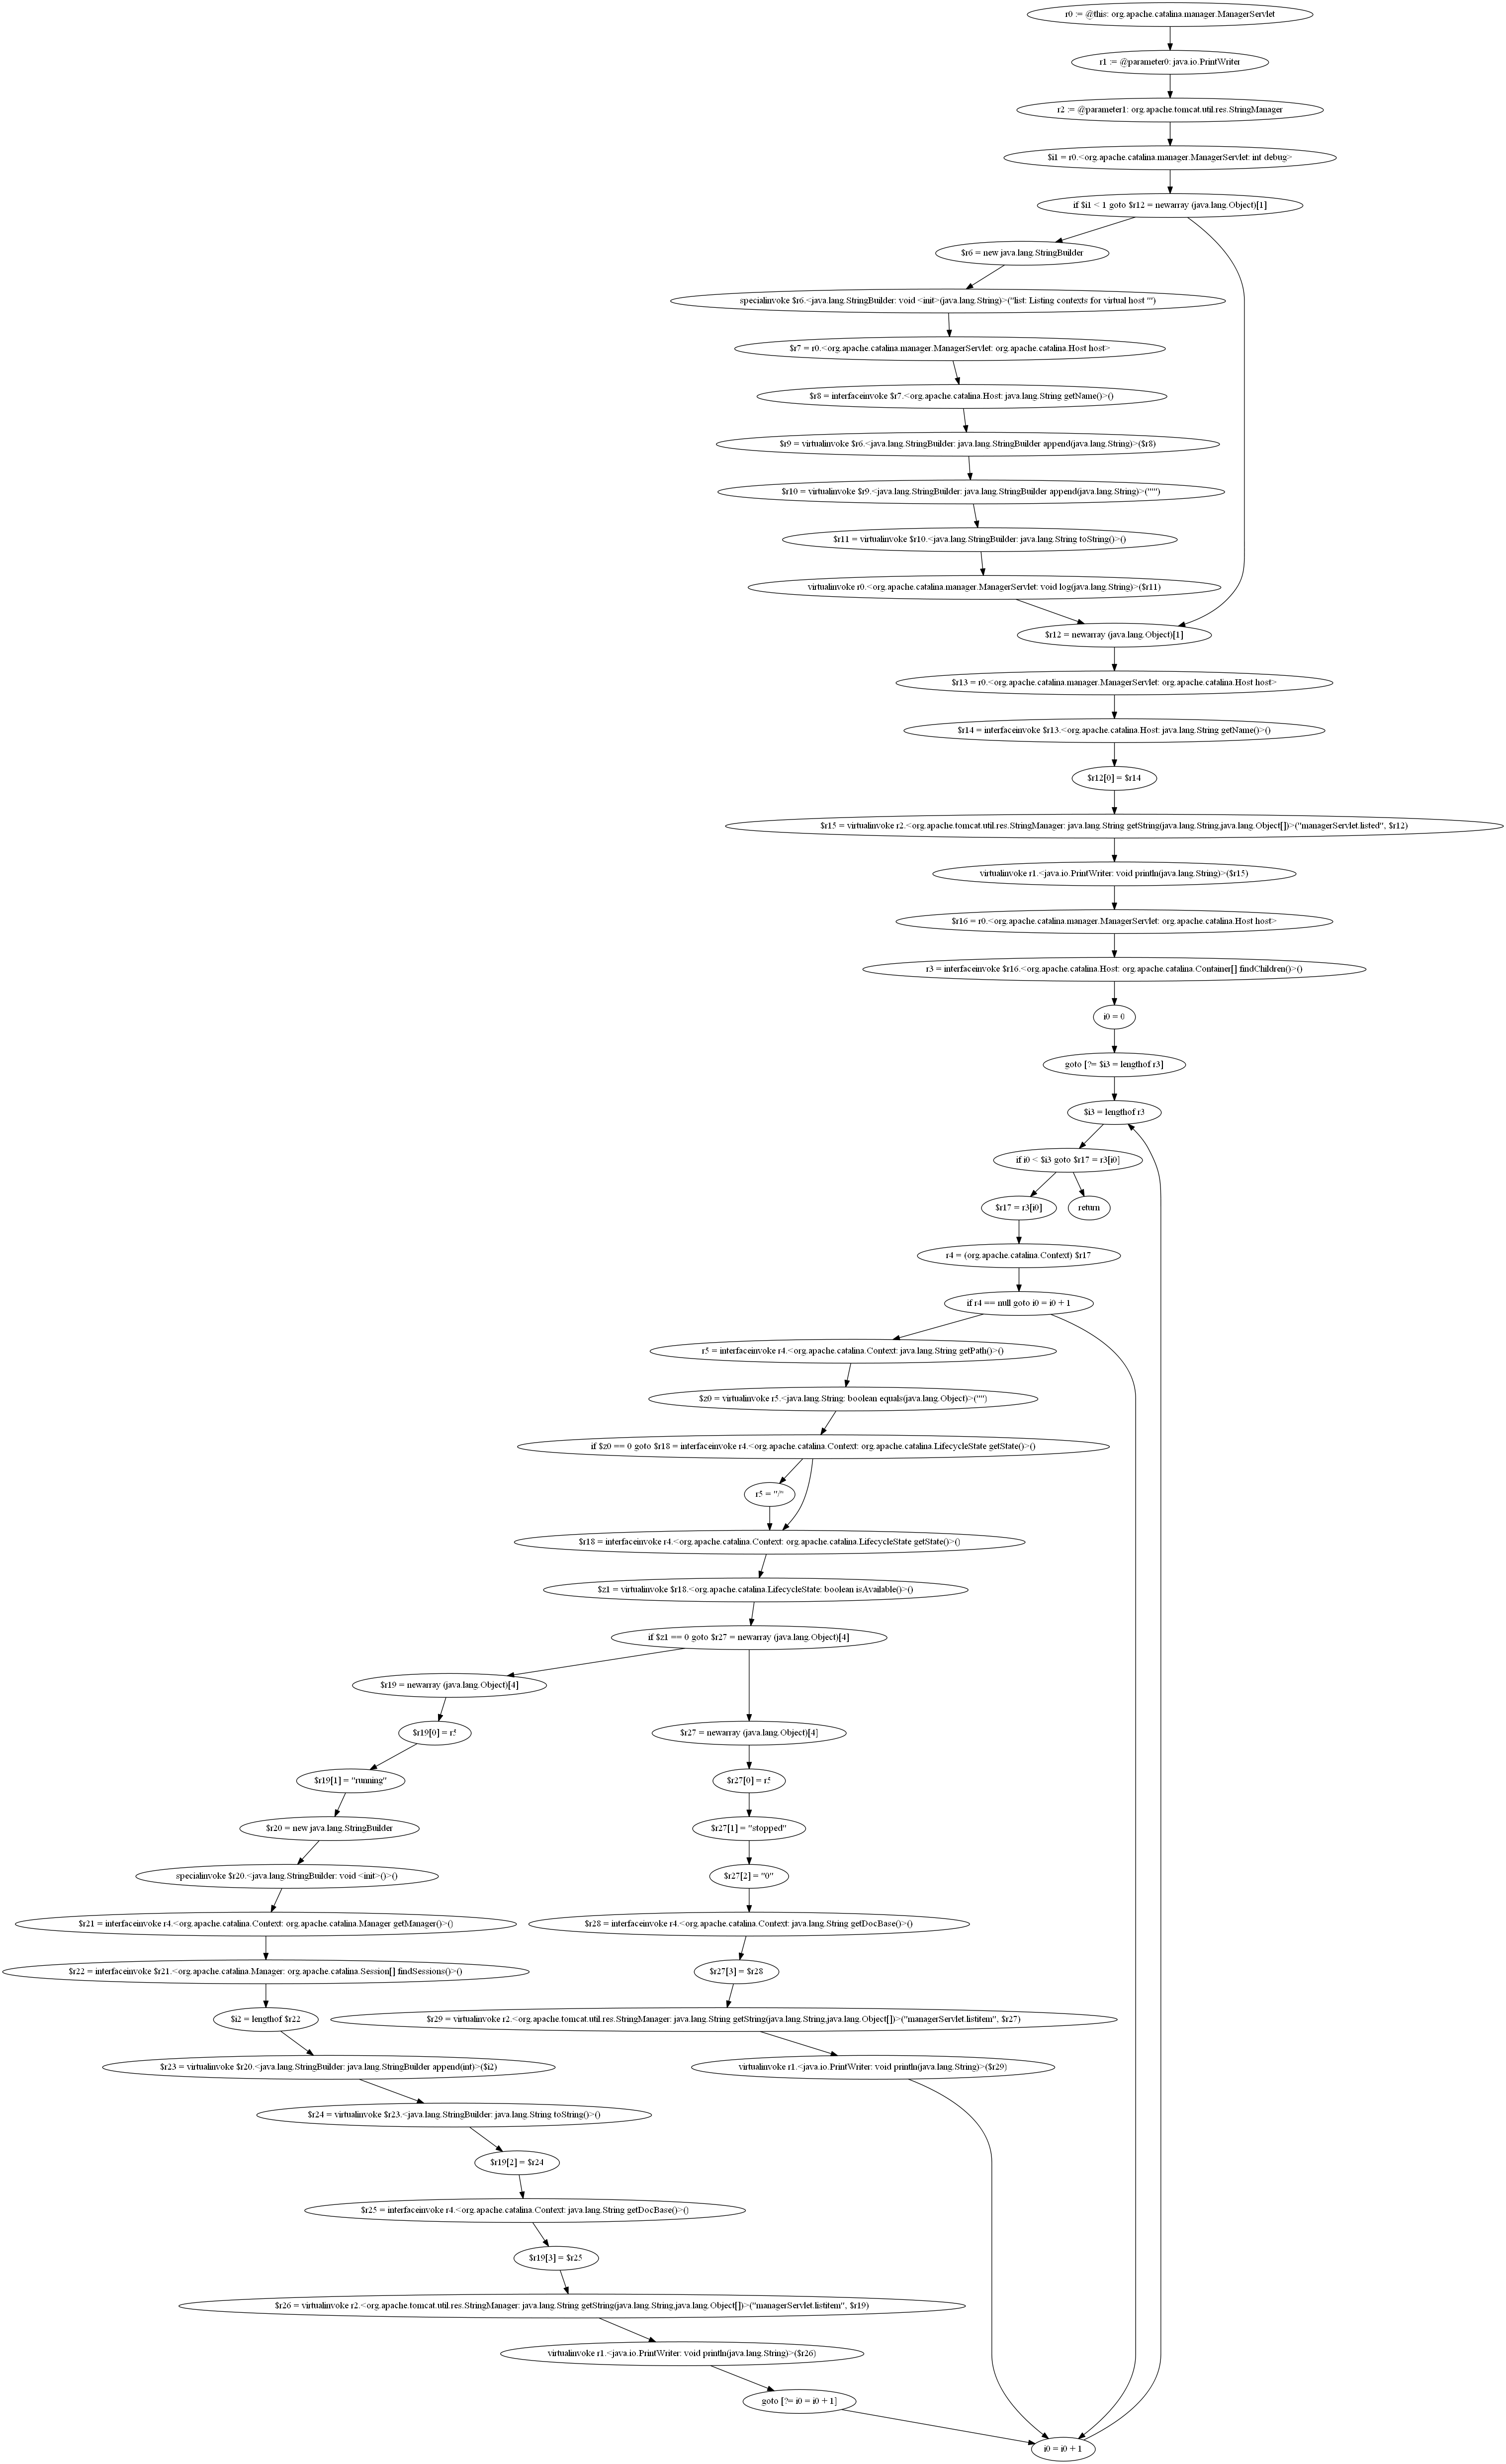 r0 := @this: org.apache.catalina.manager.ManagerServlet
r1 := @parameter0: java.io.PrintWriter
r2 := @parameter1: org.apache.tomcat.util.res.StringManager
$i1 = r0.<org.apache.catalina.manager.ManagerServlet: int debug>
if $i1 < 1 goto $r12 = newarray (java.lang.Object)[1]
$r6 = new java.lang.StringBuilder
specialinvoke $r6.<java.lang.StringBuilder: void <init>(java.lang.String)>("list: Listing contexts for virtual host '")
$r7 = r0.<org.apache.catalina.manager.ManagerServlet: org.apache.catalina.Host host>
$r8 = interfaceinvoke $r7.<org.apache.catalina.Host: java.lang.String getName()>()
$r9 = virtualinvoke $r6.<java.lang.StringBuilder: java.lang.StringBuilder append(java.lang.String)>($r8)
$r10 = virtualinvoke $r9.<java.lang.StringBuilder: java.lang.StringBuilder append(java.lang.String)>("'")
$r11 = virtualinvoke $r10.<java.lang.StringBuilder: java.lang.String toString()>()
virtualinvoke r0.<org.apache.catalina.manager.ManagerServlet: void log(java.lang.String)>($r11)
$r12 = newarray (java.lang.Object)[1]
$r13 = r0.<org.apache.catalina.manager.ManagerServlet: org.apache.catalina.Host host>
$r14 = interfaceinvoke $r13.<org.apache.catalina.Host: java.lang.String getName()>()
$r12[0] = $r14
$r15 = virtualinvoke r2.<org.apache.tomcat.util.res.StringManager: java.lang.String getString(java.lang.String,java.lang.Object[])>("managerServlet.listed", $r12)
virtualinvoke r1.<java.io.PrintWriter: void println(java.lang.String)>($r15)
$r16 = r0.<org.apache.catalina.manager.ManagerServlet: org.apache.catalina.Host host>
r3 = interfaceinvoke $r16.<org.apache.catalina.Host: org.apache.catalina.Container[] findChildren()>()
i0 = 0
goto [?= $i3 = lengthof r3]
$i3 = lengthof r3
if i0 < $i3 goto $r17 = r3[i0]
$r17 = r3[i0]
return
r4 = (org.apache.catalina.Context) $r17
if r4 == null goto i0 = i0 + 1
r5 = interfaceinvoke r4.<org.apache.catalina.Context: java.lang.String getPath()>()
$z0 = virtualinvoke r5.<java.lang.String: boolean equals(java.lang.Object)>("")
if $z0 == 0 goto $r18 = interfaceinvoke r4.<org.apache.catalina.Context: org.apache.catalina.LifecycleState getState()>()
r5 = "/"
$r18 = interfaceinvoke r4.<org.apache.catalina.Context: org.apache.catalina.LifecycleState getState()>()
$z1 = virtualinvoke $r18.<org.apache.catalina.LifecycleState: boolean isAvailable()>()
if $z1 == 0 goto $r27 = newarray (java.lang.Object)[4]
$r19 = newarray (java.lang.Object)[4]
$r19[0] = r5
$r27 = newarray (java.lang.Object)[4]
$r19[1] = "running"
$r27[0] = r5
$r20 = new java.lang.StringBuilder
$r27[1] = "stopped"
specialinvoke $r20.<java.lang.StringBuilder: void <init>()>()
$r27[2] = "0"
$r21 = interfaceinvoke r4.<org.apache.catalina.Context: org.apache.catalina.Manager getManager()>()
$r28 = interfaceinvoke r4.<org.apache.catalina.Context: java.lang.String getDocBase()>()
$r22 = interfaceinvoke $r21.<org.apache.catalina.Manager: org.apache.catalina.Session[] findSessions()>()
$r27[3] = $r28
$i2 = lengthof $r22
$r29 = virtualinvoke r2.<org.apache.tomcat.util.res.StringManager: java.lang.String getString(java.lang.String,java.lang.Object[])>("managerServlet.listitem", $r27)
$r23 = virtualinvoke $r20.<java.lang.StringBuilder: java.lang.StringBuilder append(int)>($i2)
virtualinvoke r1.<java.io.PrintWriter: void println(java.lang.String)>($r29)
$r24 = virtualinvoke $r23.<java.lang.StringBuilder: java.lang.String toString()>()
$r19[2] = $r24
$r25 = interfaceinvoke r4.<org.apache.catalina.Context: java.lang.String getDocBase()>()
$r19[3] = $r25
$r26 = virtualinvoke r2.<org.apache.tomcat.util.res.StringManager: java.lang.String getString(java.lang.String,java.lang.Object[])>("managerServlet.listitem", $r19)
virtualinvoke r1.<java.io.PrintWriter: void println(java.lang.String)>($r26)
goto [?= i0 = i0 + 1]
i0 = i0 + 1